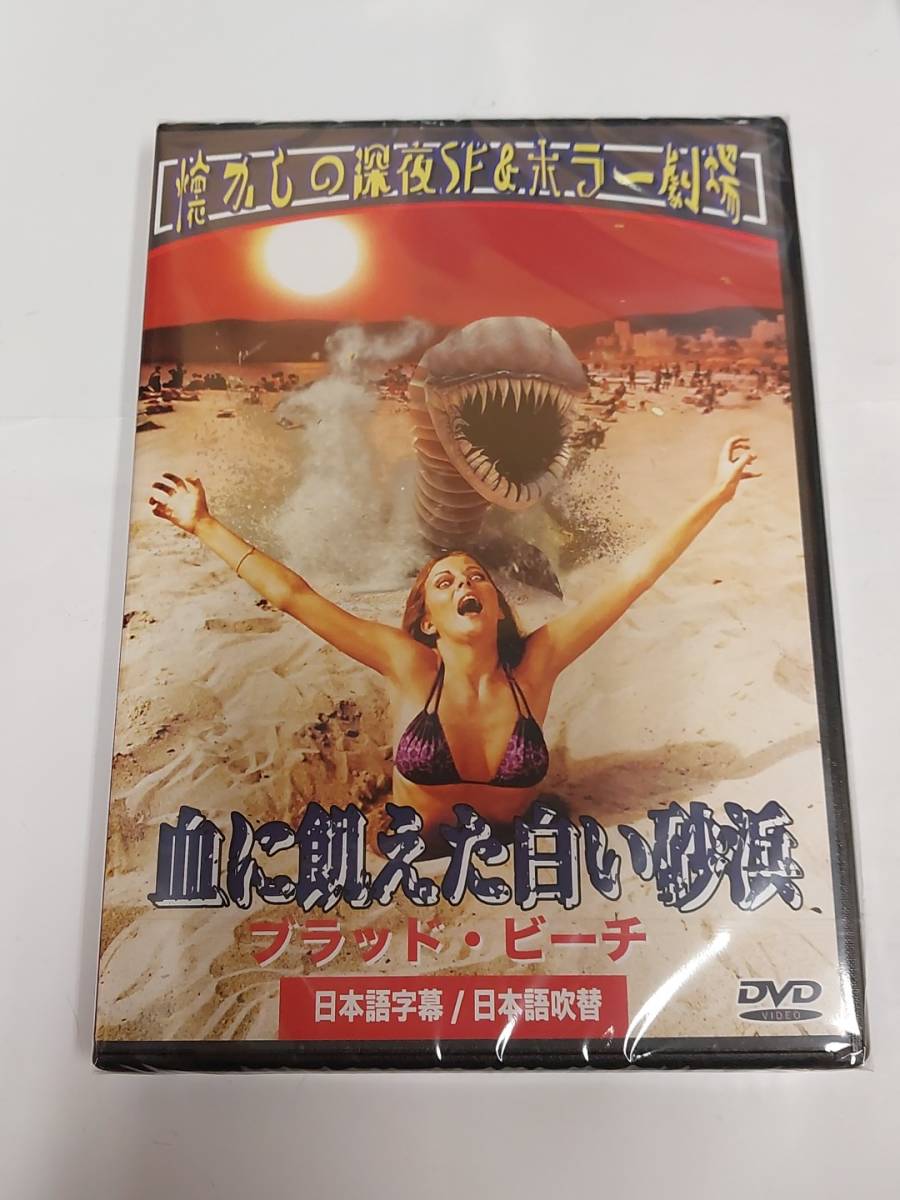 懐かしの深夜SF&ホラー劇場
血に飢えた白い砂浜
ブラッド・ビーチ
日本語字幕 / 日本語吹替
DVD
VIDEO